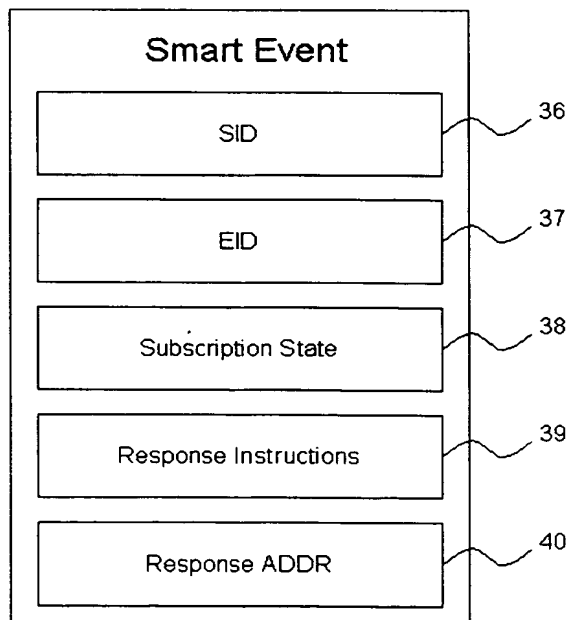 Smart Event
SID
36
EID
37
Subscription State
38
Response Instructions
39
Response ADDR
40